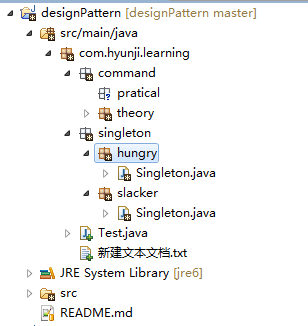 designPattern [designPattern master]
src/main/java
com.hyunji.learning
command
pratical
theory
singleton
hungry
Singleton.java
slacker
Singleton.java
Test.java
新建文本文档.txt
JRE System Library [jre6]
src
README.md